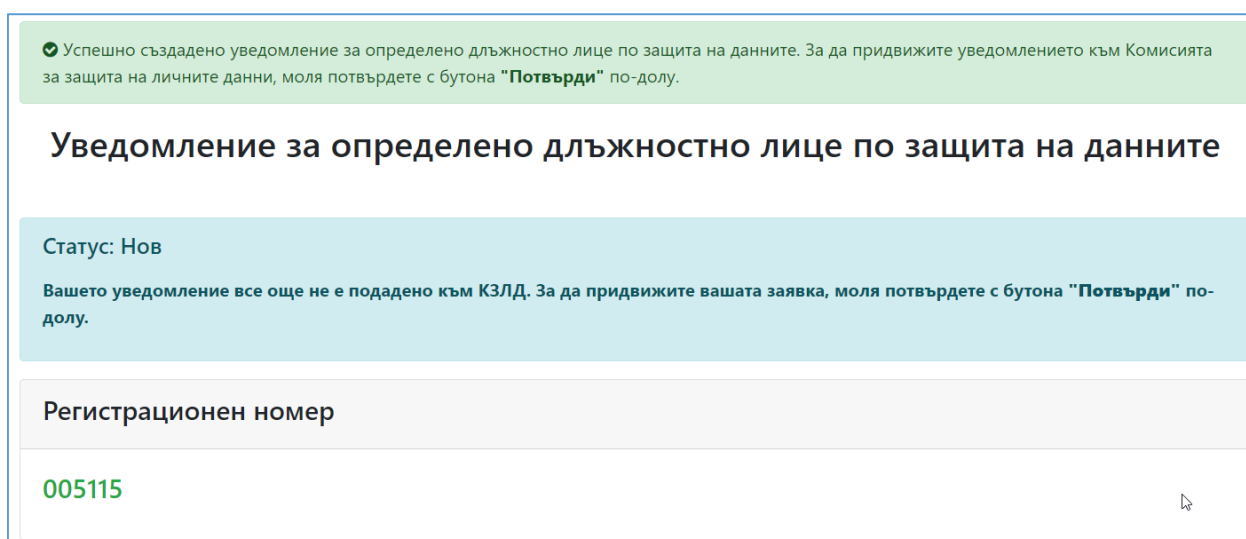 Успешно създадено уведомление за определено длъжностно лице по защита на данните. За да придвижите уведомлението към Комисията
за защита на личните данни, моля потвърдете с бутона "Потвърди" по-долу.
Уведомление за определено длъжностно лице по защита на данните
Статус: Нов
Вашето уведомление все още не е подадено към КЗЛД. За да придвижите вашата заявка, моля потвърдете с бутона "Потвърди" по-
долу.
Регистрационен номер
005115